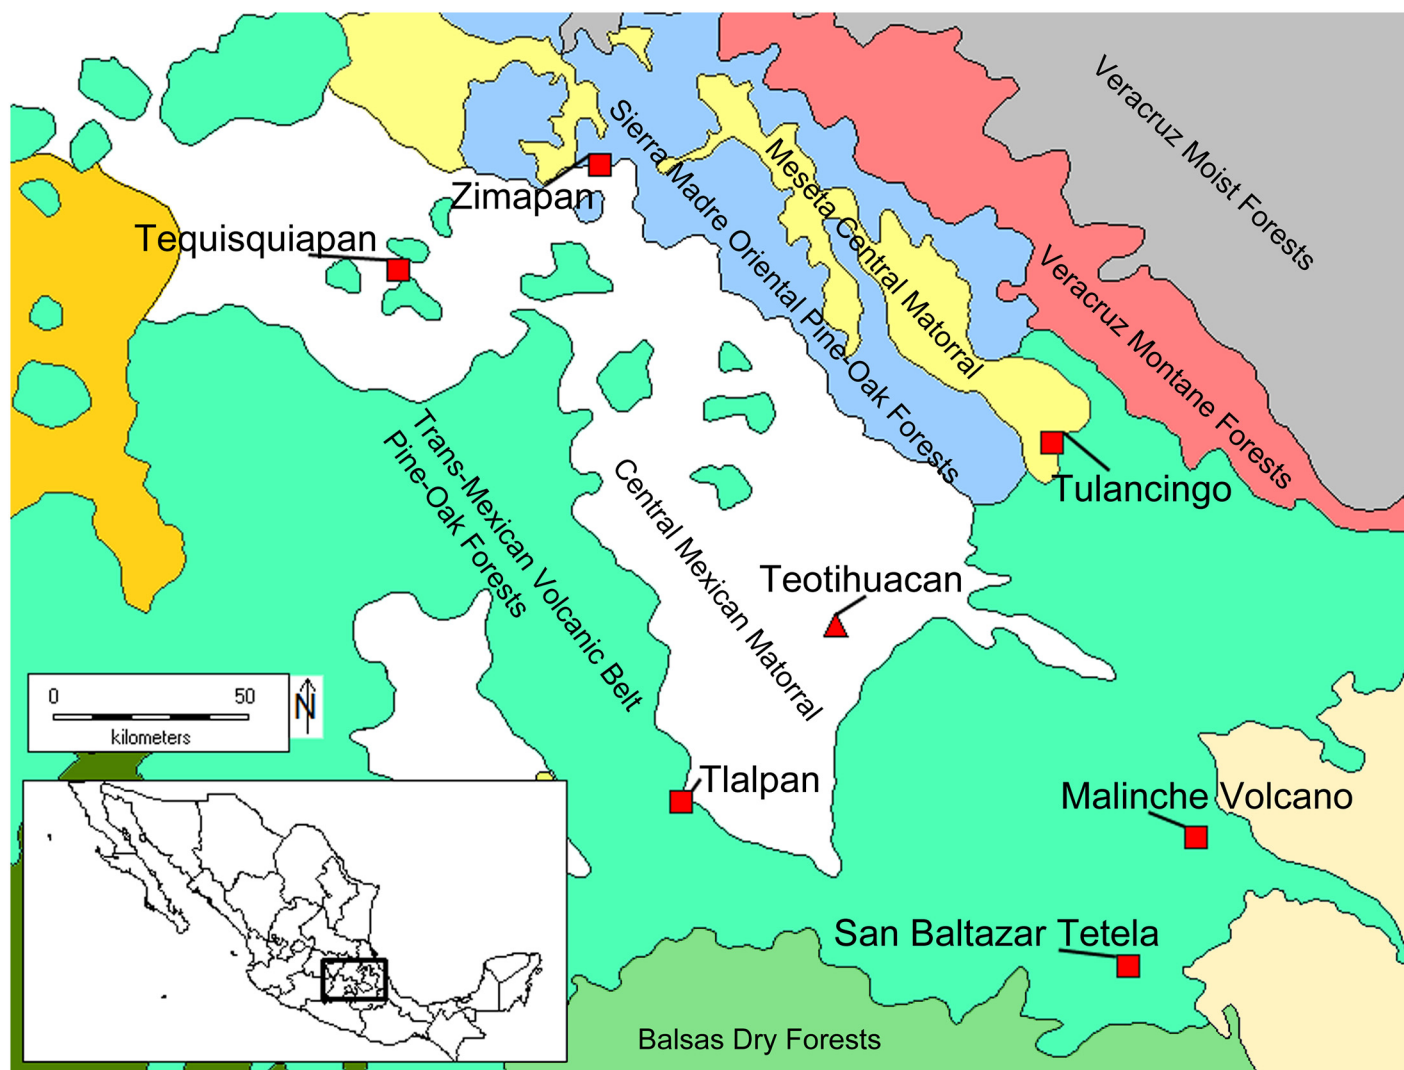 Veracruz Moist Forests
Sierra Madre Oriental Pine-Oak Forests
Meseta Central Matorral
Zimapan
Tequisquiapan
Veracruz Montane Forests
Trans-Mexican Volcanic Belt
Pine-Oak Forests
Central Mexican Matorral
Tulancingo
Teotihuacan
0 50
kilometers
N
Tlalpan
Malinche Volcano
San Baltazar Tetela
Balsas Dry Forests